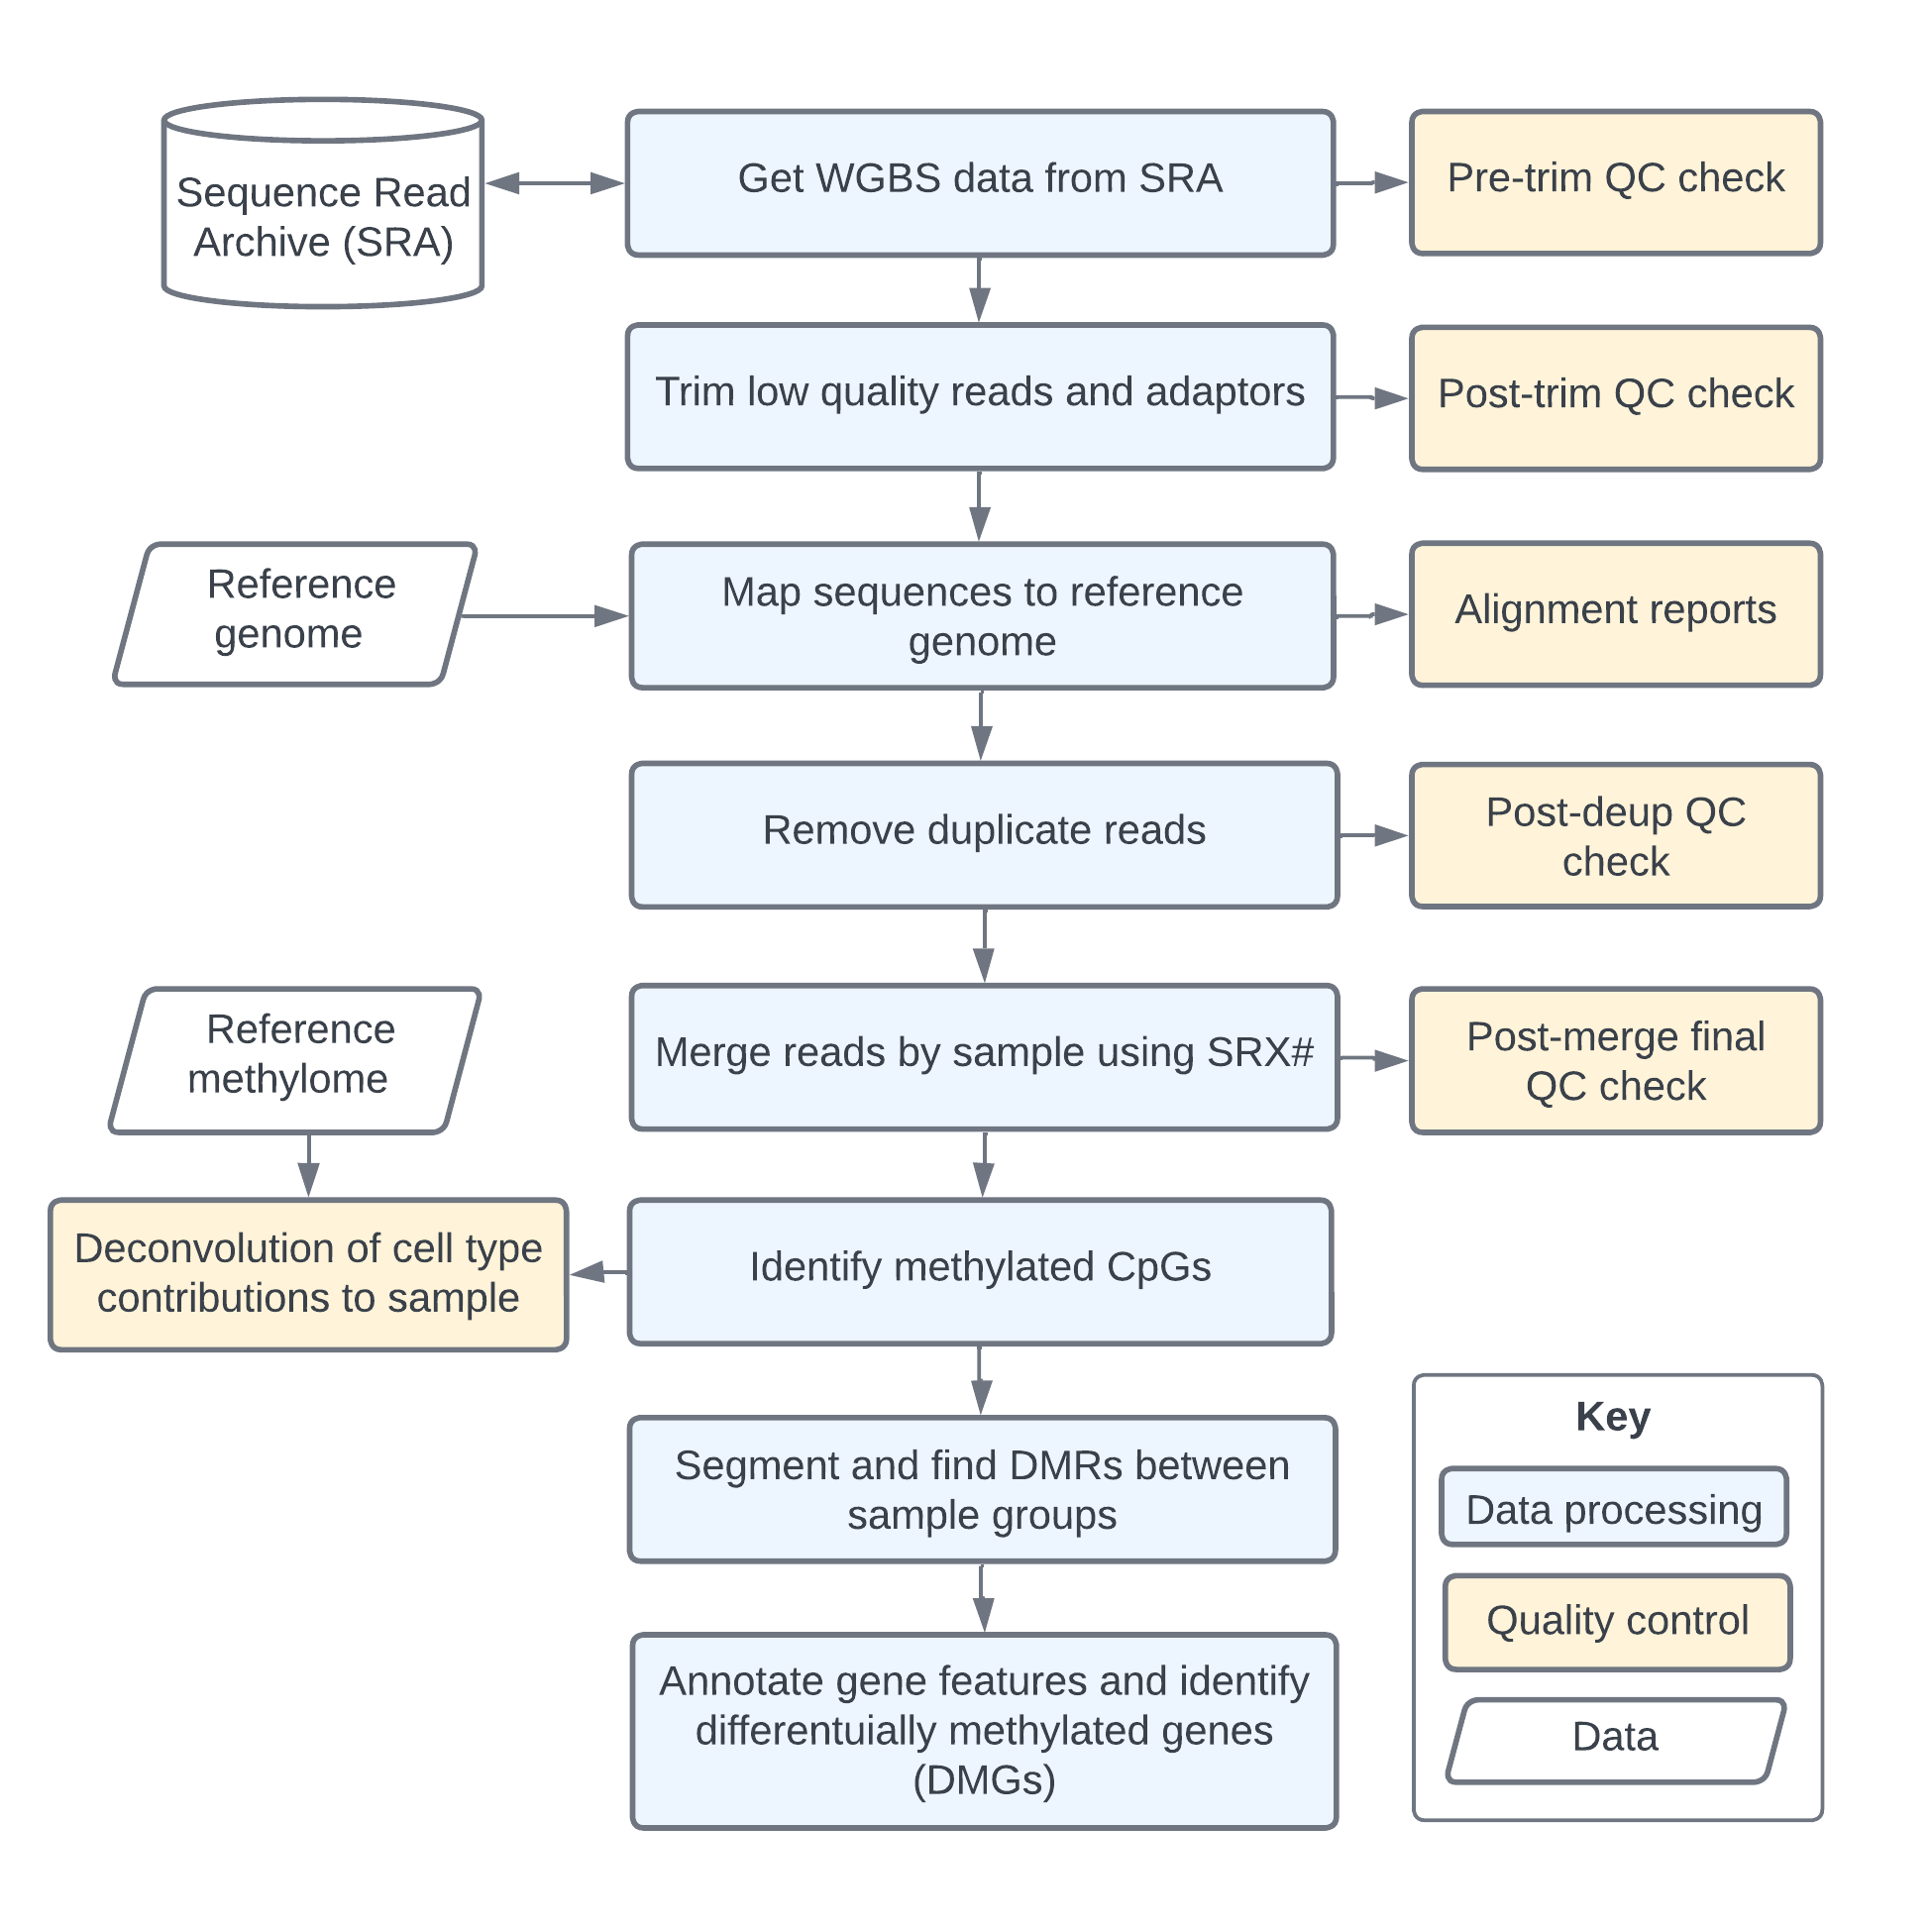 Sequence Read
Archive (SRA)
Get WGBS data from SRA
Pre-trim QC check
Trim low quality reads and adaptors
Post-trim QC check
Reference
genome
Map sequences to reference
genome
Alignment reports
Remove duplicate reads
Post-deup QC
check
Reference
methylome
Merge reads by sample using SRX#
Post-merge final
QC check
Deconvolution of cell type
contributions to sample
Identify methylated CpGs
Segment and find DMRs between
sample groups
Annotate gene features and identify
differentuially methylated genes
(DMGs)
Key
Data processing
Quality control
Data